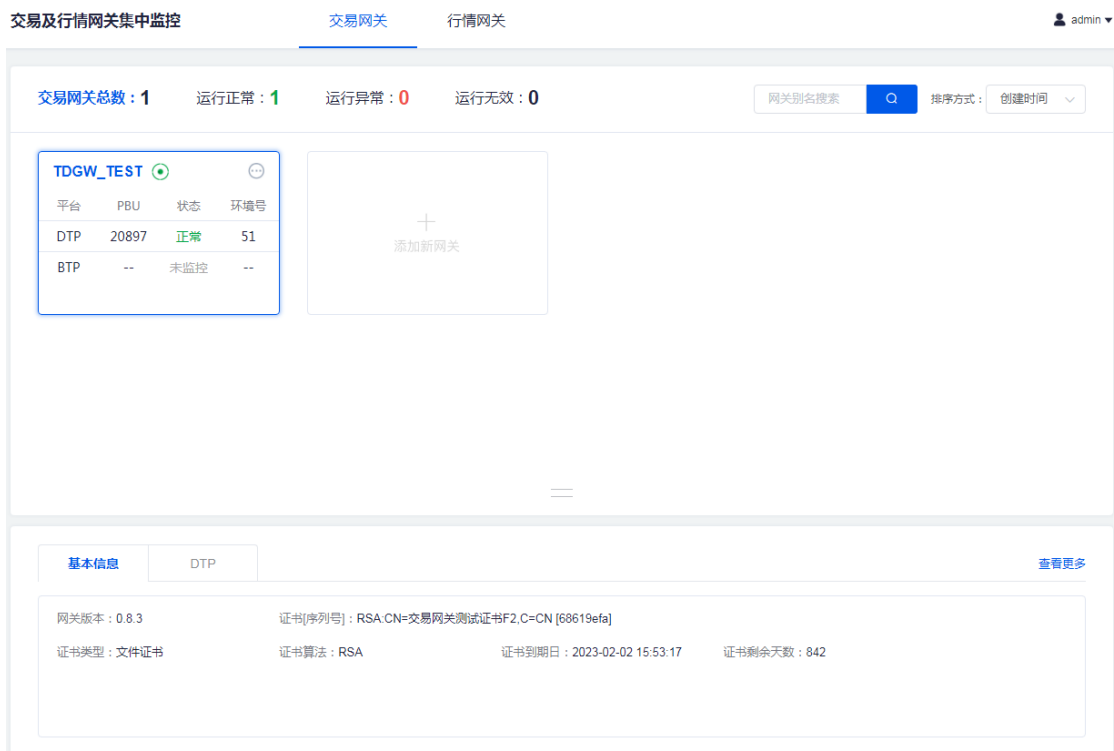 交易及行情网关集中监控 交易网关 行情网关 admin
交易网关总数：1 运行正常：1 运行异常：0 运行无效：0 网关别名搜索 排序方式： 创建时间
TDGW_TEST
平台 PBU 状态 环境号
DTP 20897 正常 51
BTP -- 未监控 --
添加新网关
基本信息 DTP 查看更多
网关版本：0.8.3 证书[序列号]：RSA:CN=交易网关测试证书F2,C=CN [68619efa]
证书类型：文件证书 证书算法：RSA 证书到期日：2023-02-02 15:53:17 证书剩余天数：842